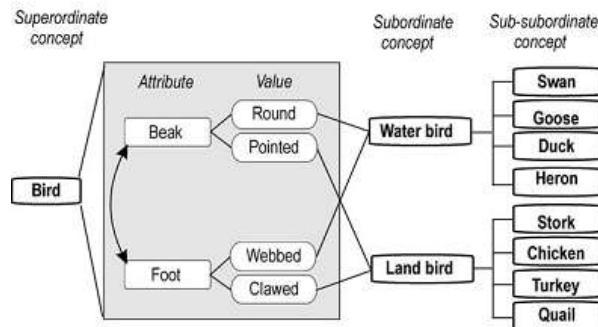 Superordinate
concept
Subordinate
concept
Sub-subordinate
concept
Attribute
Value
Bird
Beak
Round
Pointed
Foot
Webbed
Clawed
Water bird
Land bird
Swan
Goose
Duck
Heron
Stork
Chicken
Turkey
Quail